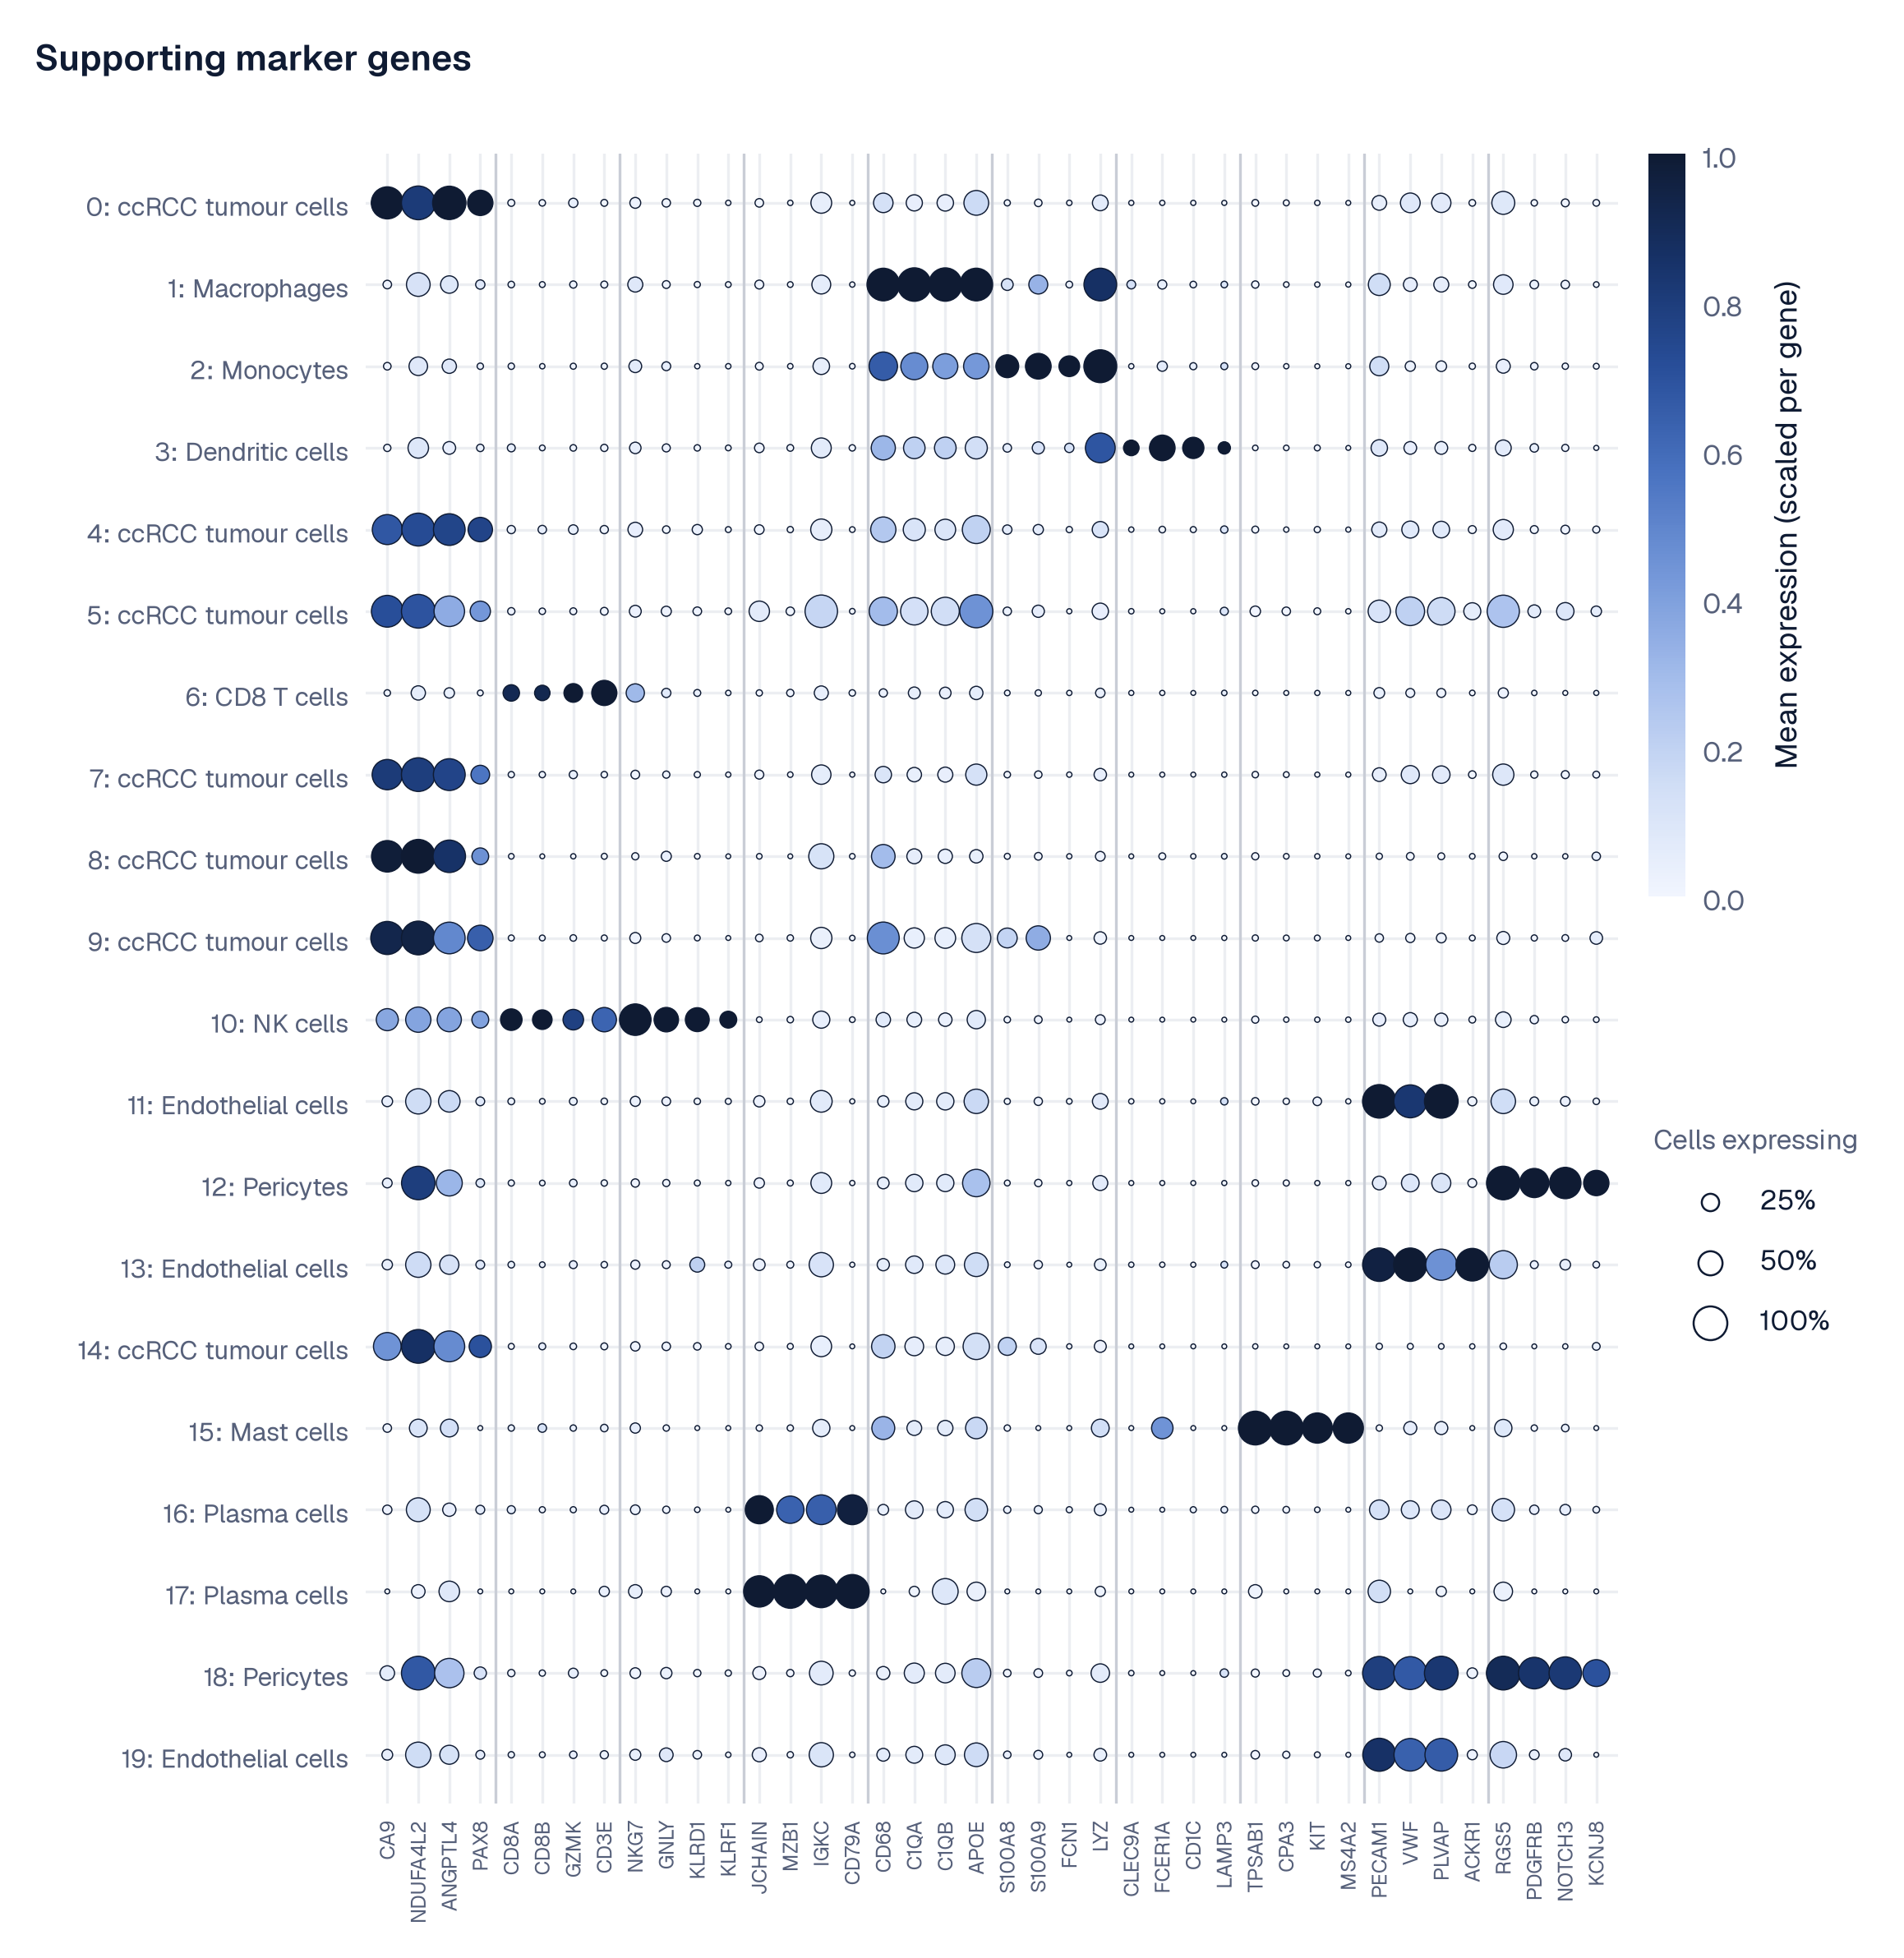 Supporting marker genes
0: ccRCC tumour cells
1: Macrophages
2: Monocytes
3: Dendritic cells
4: ccRCC tumour cells
5: ccRCC tumour cells
6: CD8 T cells
7: ccRCC tumour cells
8: ccRCC tumour cells
9: ccRCC tumour cells
10: NK cells
11: Endothelial cells
12: Pericytes
13: Endothelial cells
14: ccRCC tumour cells
15: Mast cells
16: Plasma cells
17: Plasma cells
18: Pericytes
19: Endothelial cells
CA9
NDUFA4L2
ANGPTL4
PAX8
CD8A
CD8B
GZMK
CD3E
NKG7
GNLY
KLRD1
KLRF1
JCHAIN
MZB1
IGKC
CD79A
CD68
C1QA
C1QB
APOE
S100A8
S100A9
FCN1
LYZ
CLEC9A
FCER1A
CD1C
LAMP3
TPSAB1
CPA3
KIT
MS4A2
PECAM1
VWF
PLVAP
ACKR1
RGS5
PDGFRB
NOTCH3
KCNJ8
1.0
0.8
0.6
0.4
0.2
0.0
Mean expression (scaled per gene)
Cells expressing
25%
50%
100%